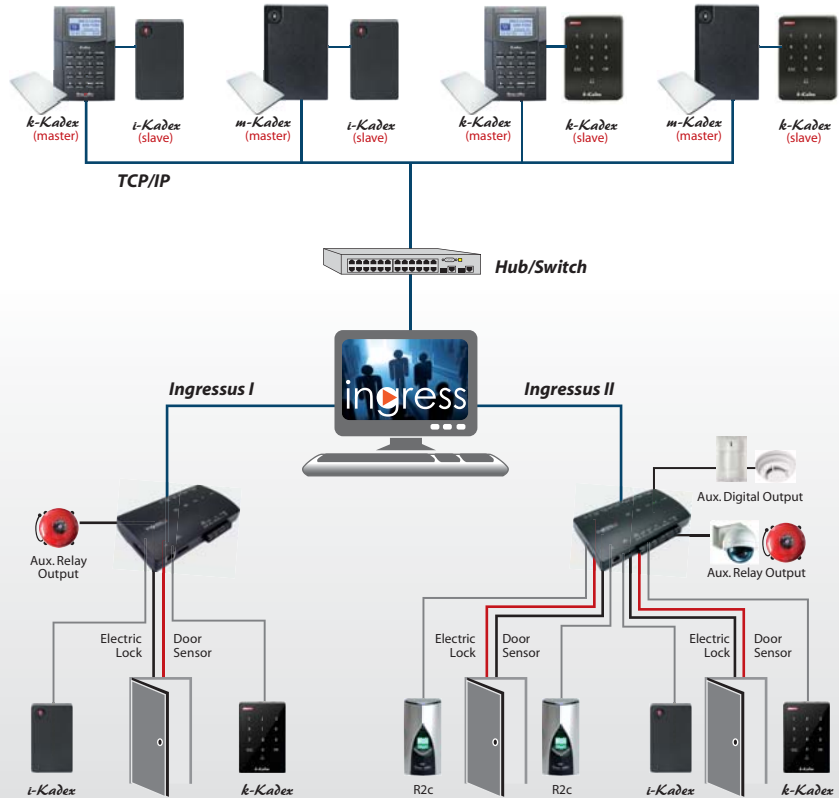 k-Kadex
(master)
i-Kadex
(slave)
m-Kadex
(master)
i-Kadex
(slave)
k-Kadex
(master)
k-Kadex
(slave)
m-Kadex
(master)
k-Kadex
(slave)
TCP/IP
Hub/Switch
Ingressus I
ingress
Ingressus II
Aux. Digital Output
Aux. Relay
Output
Aux. Relay Output
Electric
Lock
Door
Sensor
Electric
Lock
Door
Sensor
Electric
Lock
Door
Sensor
i-Kadex
k-Kadex
R2c
R2c
i-Kadex
k-Kadex